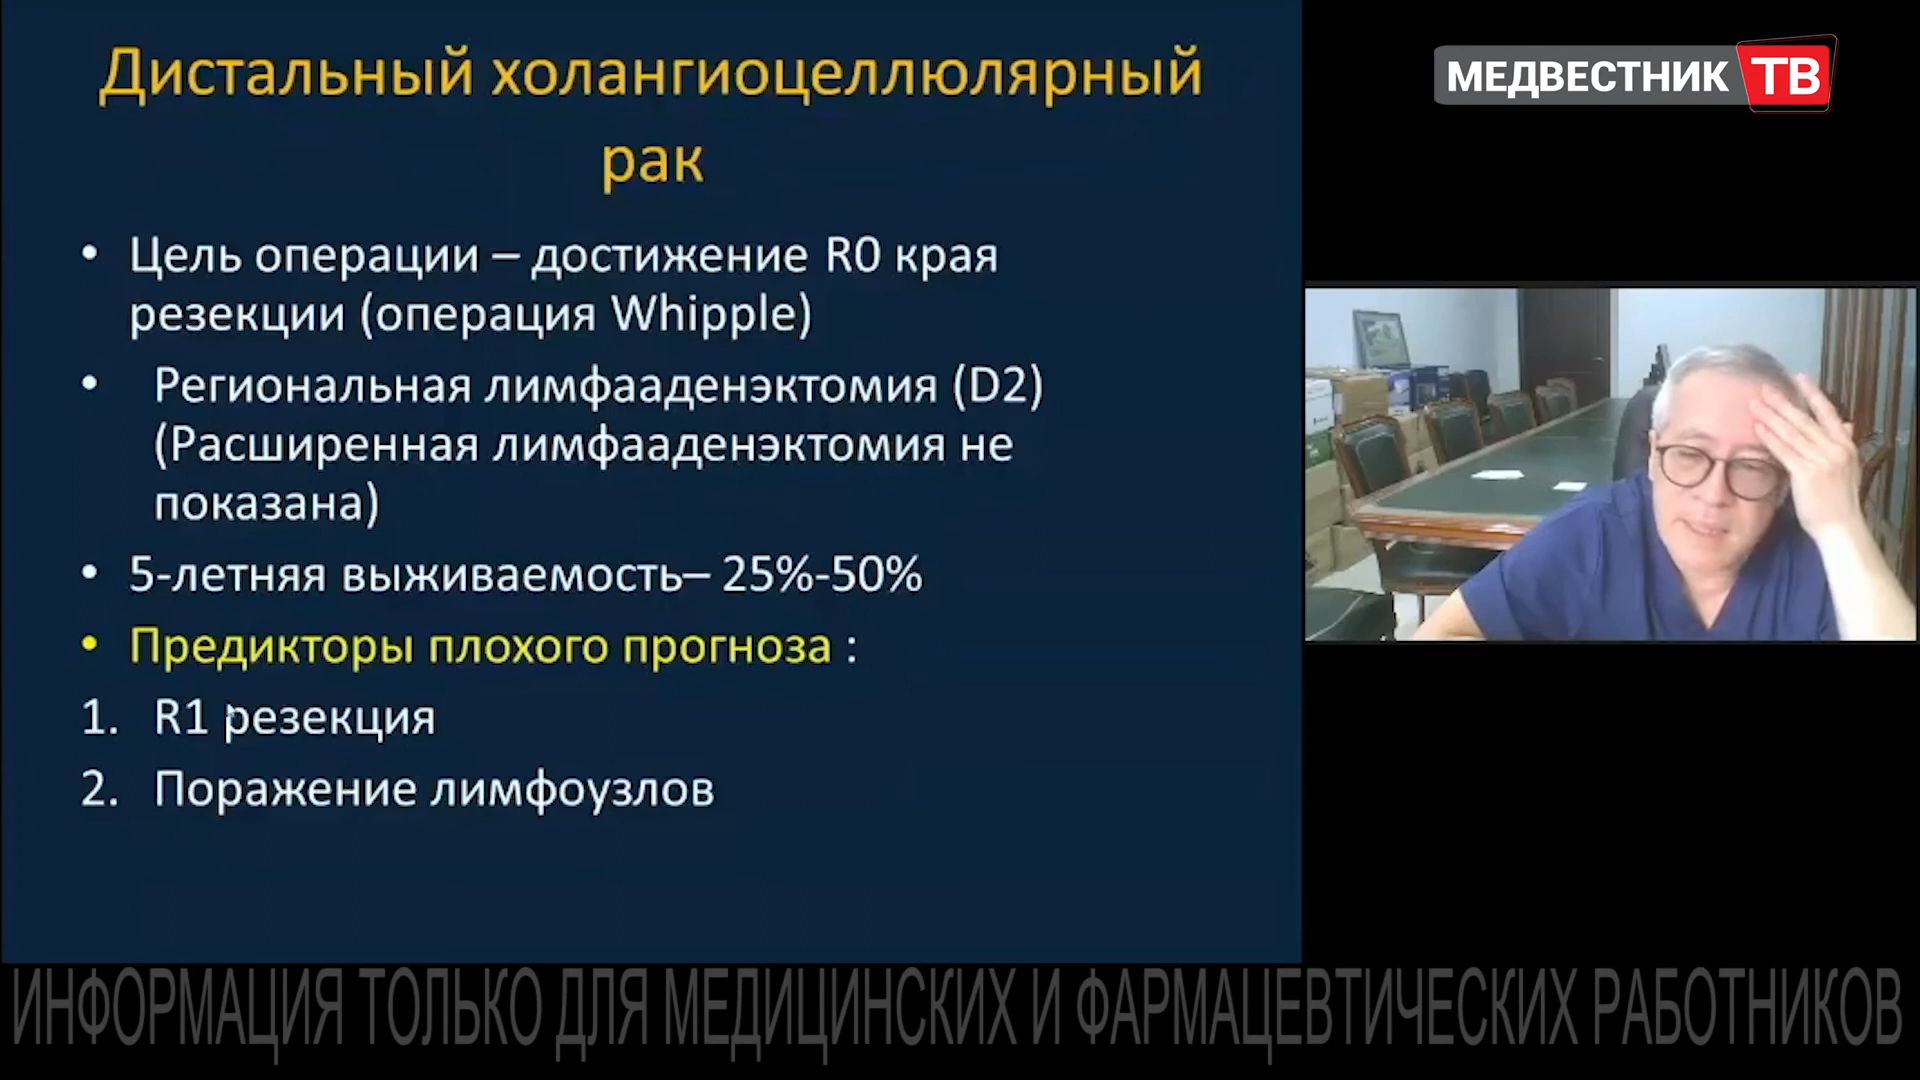 Дистальный холангиоцеллюлярный
рак
• Цель операции – достижение R0 края
резекции (операция Whipple)
• Региональная лимфааденэктомия (D2)
(Расширенная лимфааденэктомия не
показана)
• 5-летняя выживаемость– 25%-50%
• Предикторы плохого прогноза :
1. R1 резекция
2. Поражение лимфоузлов
МЕДВЕСТНИК ТВ
ИНФОРМАЦИЯ ТОЛЬКО ДЛЯ МЕДИЦИНСКИХ И ФАРМАЦЕВТИЧЕСКИХ РАБОТНИКОВ